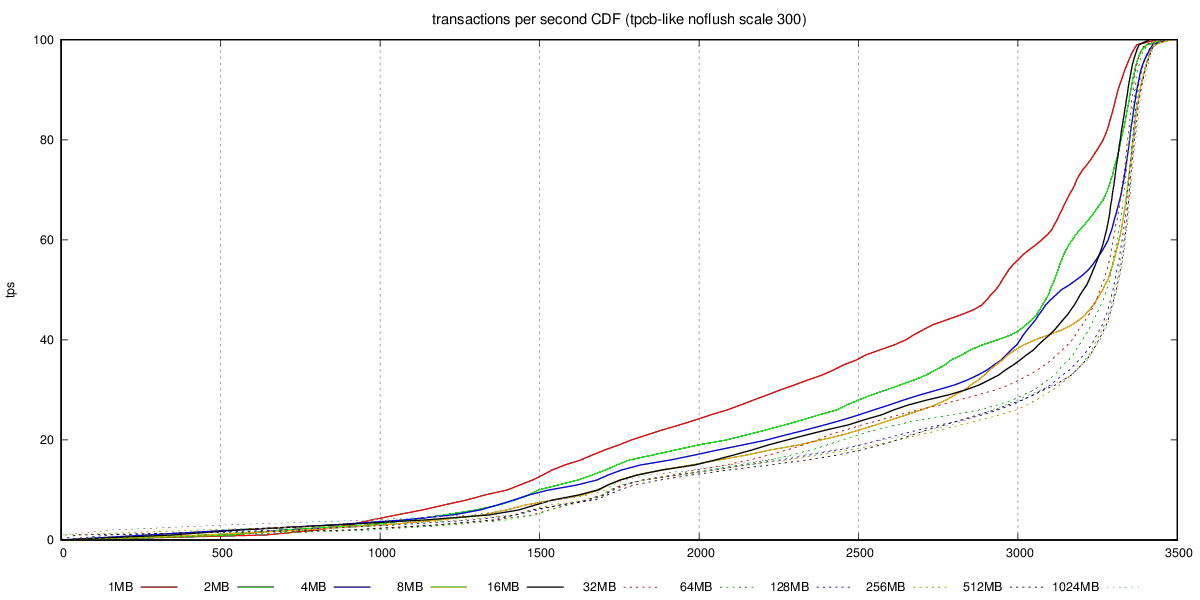 transactions per second CDF (tpcb-like noflush scale 300)
100
80
60
40
20
0
tps
0 500 1000 1500 2000 2500 3000 3500
1MB 2MB 4MB 8MB 16MB 32MB 64MB 128MB 256MB 512MB 1024MB